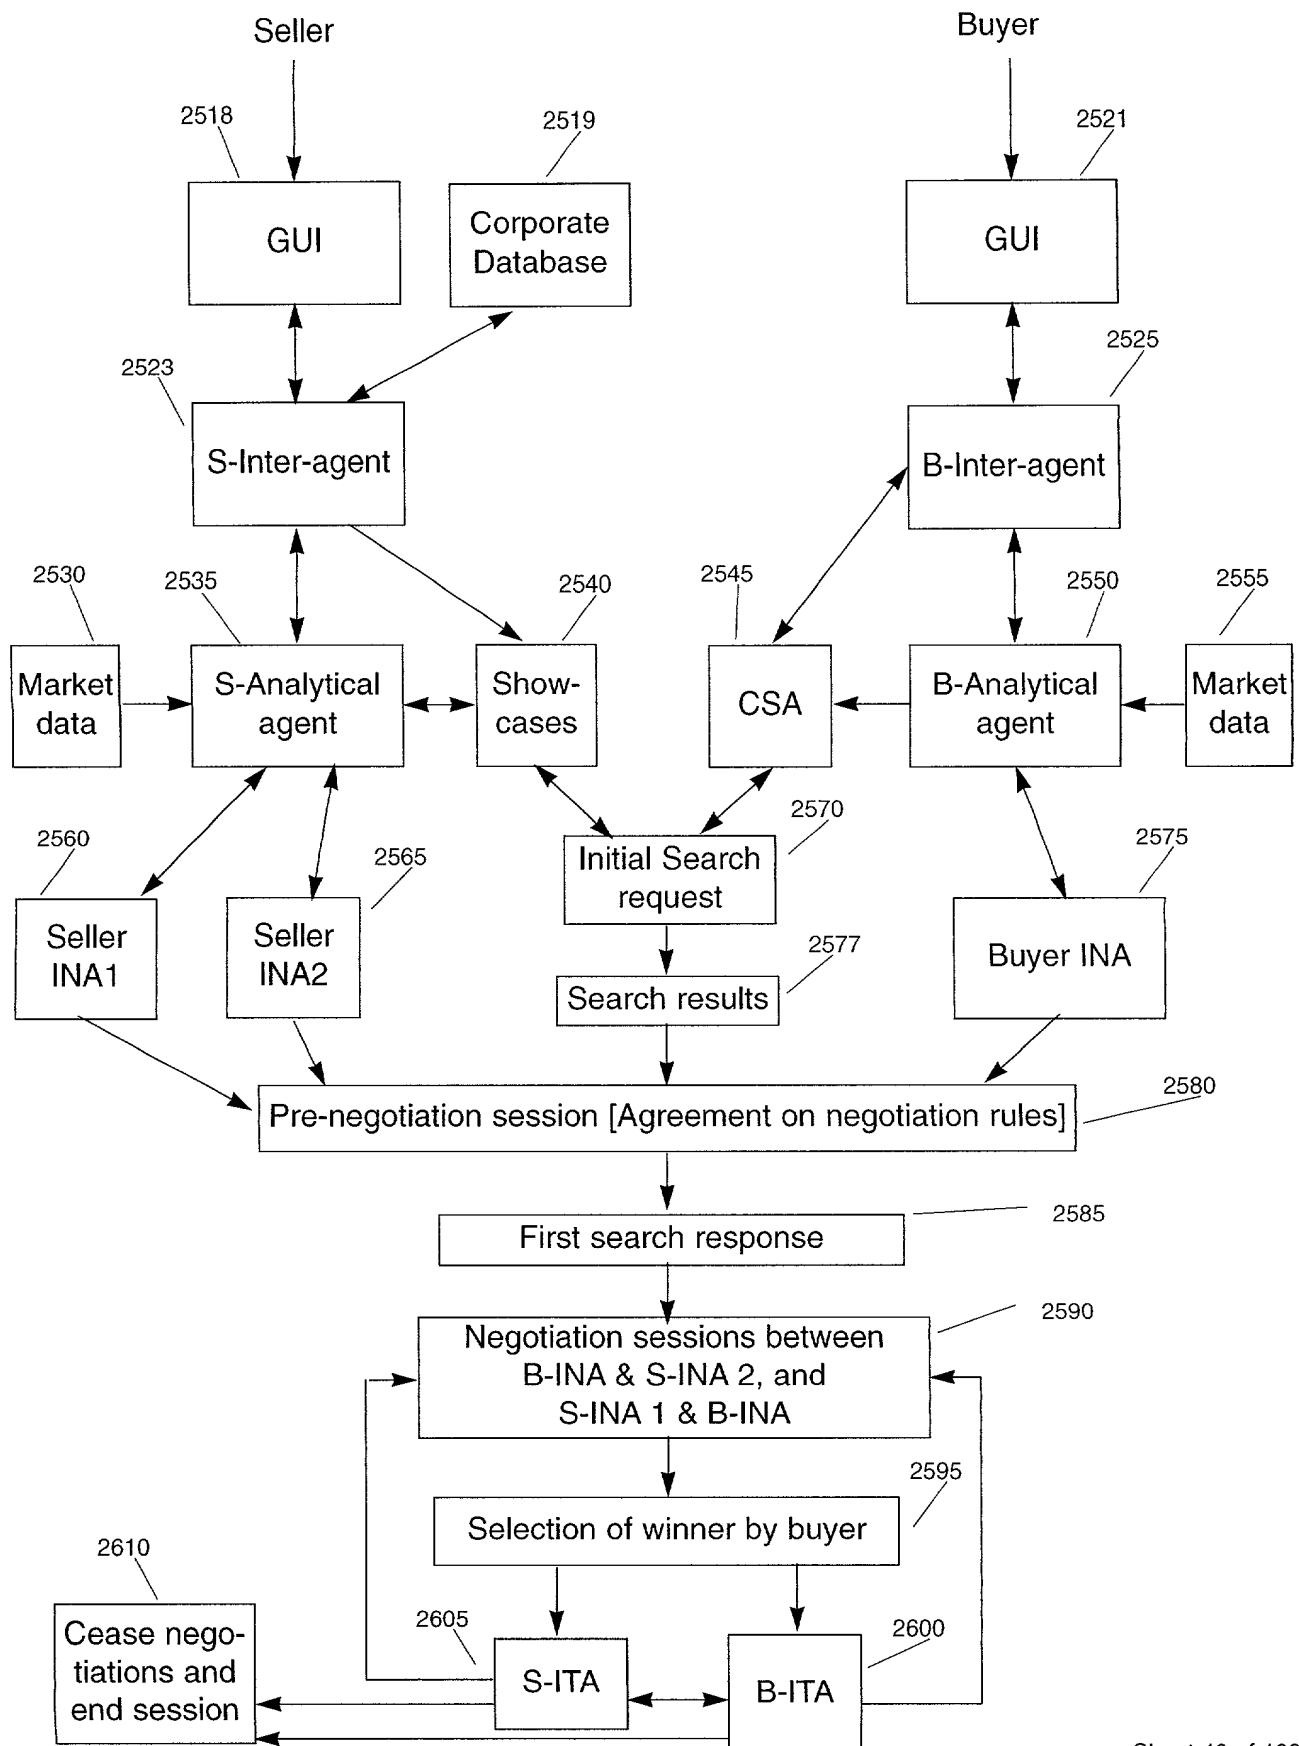 Seller
Buyer
2518
2519
2521
GUI
Corporate
Database
GUI
2523
2525
S-Inter-agent
B-Inter-agent
2530
2535
2540
2545
2550
2555
Market
data
S-Analytical
agent
Show-
cases
CSA
B-Analytical
agent
Market
data
2560
2565
2570
2575
Initial Search
request
Seller
INA1
Seller
INA2
2577
Buyer INA
Search results
2580
Pre-negotiation session [Agreement on negotiation rules]
2585
First search response
2590
Negotiation sessions between
B-INA & S-INA 2, and
S-INA 1 & B-INA
2595
Selection of winner by buyer
2610
2605
2600
Cease nego-
tiations and
end session
S-ITA
B-ITA